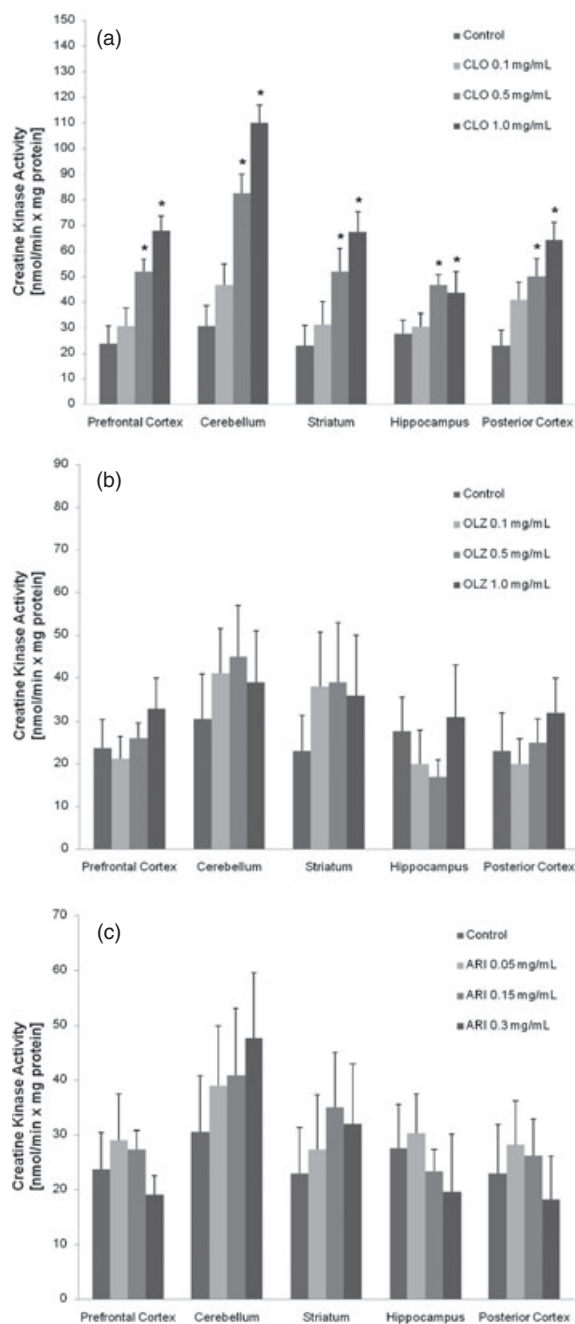 (a)
Control
CLO 0.1 mg/mL
CLO 0.5 mg/mL
CLO 1.0 mg/mL
Creatine Kinase Activity
[nmol/min x mg protein]
150
140
130
120
110
100
90
80
70
60
50
40
30
20
10
0
* *
* *
* *
* *
* *
Prefrontal Cortex Cerebellum Striatum Hippocampus Posterior Cortex
(b)
Control
OLZ 0.1 mg/mL
OLZ 0.5 mg/mL
OLZ 1.0 mg/mL
Creatine Kinase Activity
[nmol/min x mg protein]
90
80
70
60
50
40
30
20
10
0
Prefrontal Cortex Cerebellum Striatum Hippocampus Posterior Cortex
(c)
Control
ARI 0.05 mg/mL
ARI 0.15 mg/mL
ARI 0.3 mg/mL
Creatine Kinase Activity
[nmol/min x mg protein]
70
60
50
40
30
20
10
0
Prefrontal Cortex Cerebellum Striatum Hippocampus Posterior Cortex